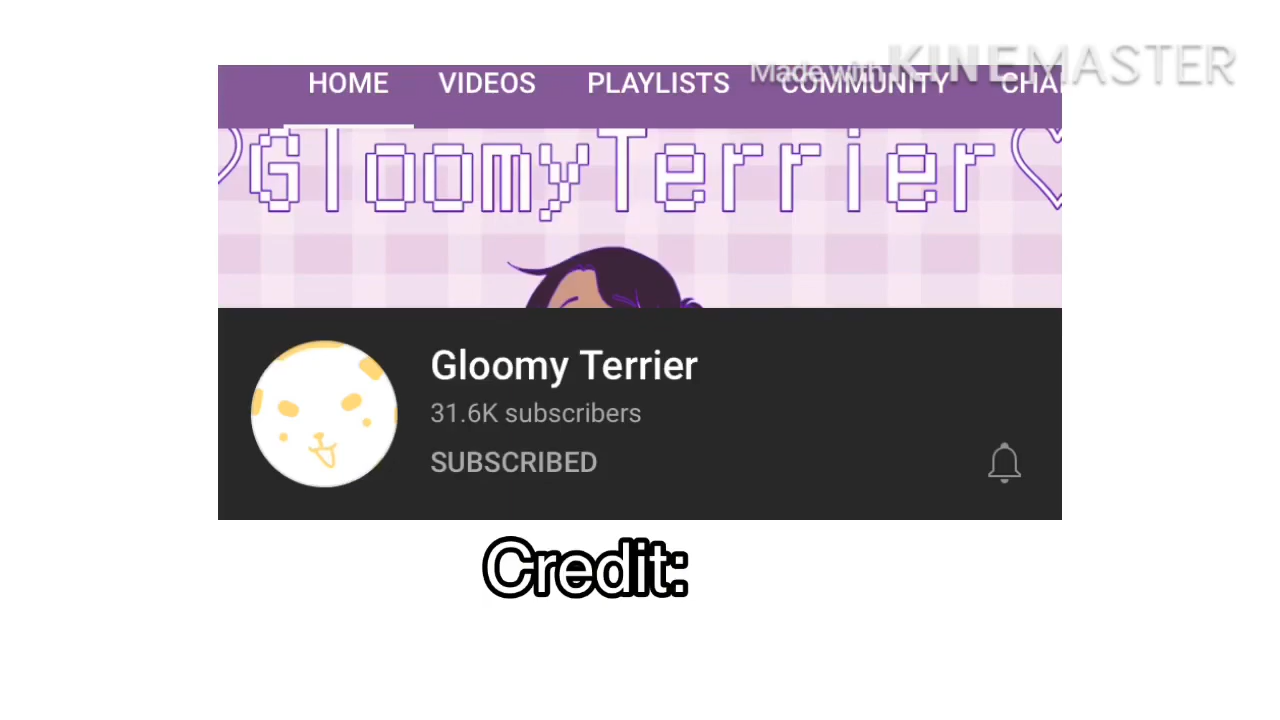 Made with KINEMASTER
HOME VIDEOS PLAYLISTS COMMUNITY CHA
GloomyTerrier
Gloomy Terrier
31.6K subscribers
SUBSCRIBED
Credit: